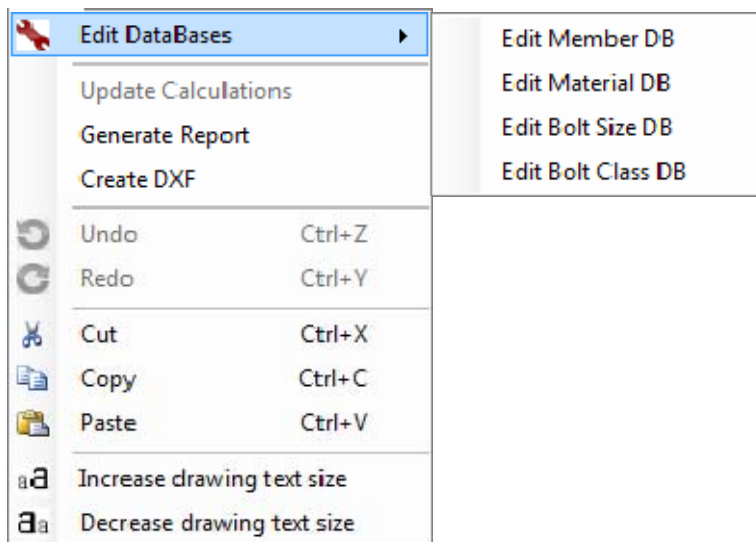 Edit DataBases
Edit Member DB
Edit Material DB
Edit Bolt Size DB
Edit Bolt Class DB
Update Calculations
Generate Report
Create DXF
Undo Ctrl+Z
Redo Ctrl+Y
Cut Ctrl+X
Copy Ctrl+C
Paste Ctrl+V
aa Increase drawing text size
aa Decrease drawing text size